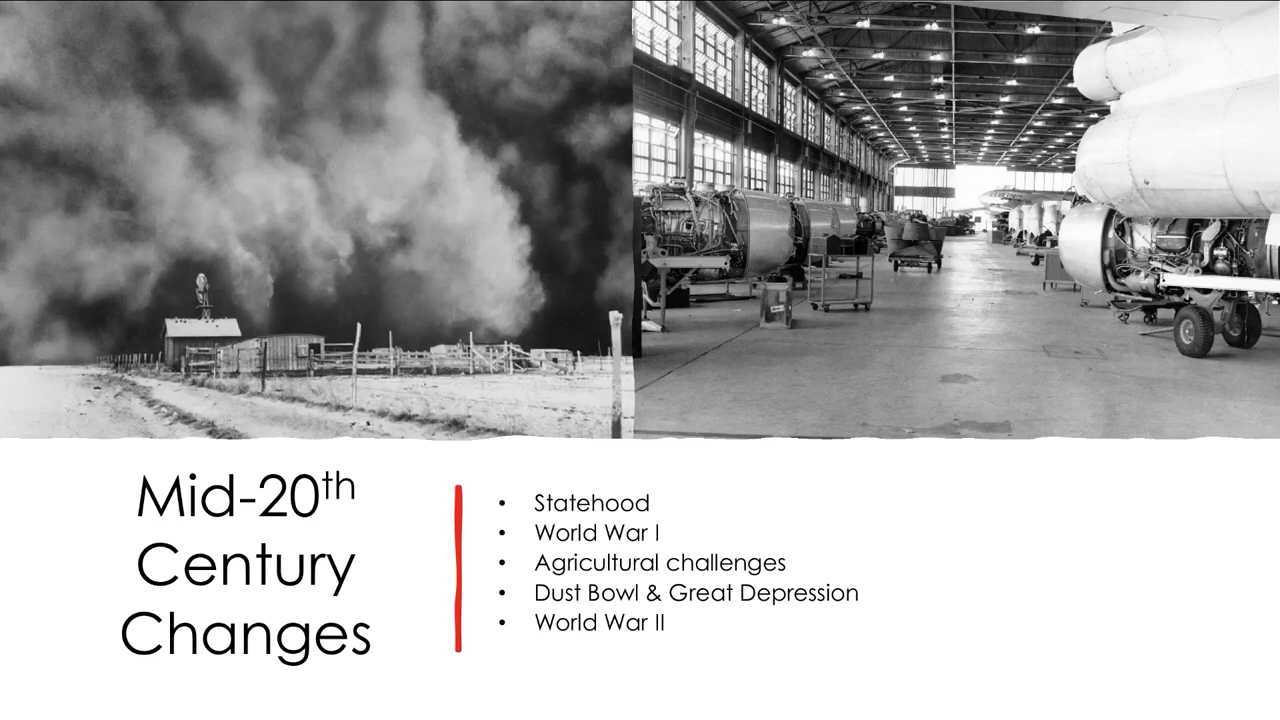 Mid-20th
Century
Changes
• Statehood
• World War I
• Agricultural challenges
• Dust Bowl & Great Depression
• World War II